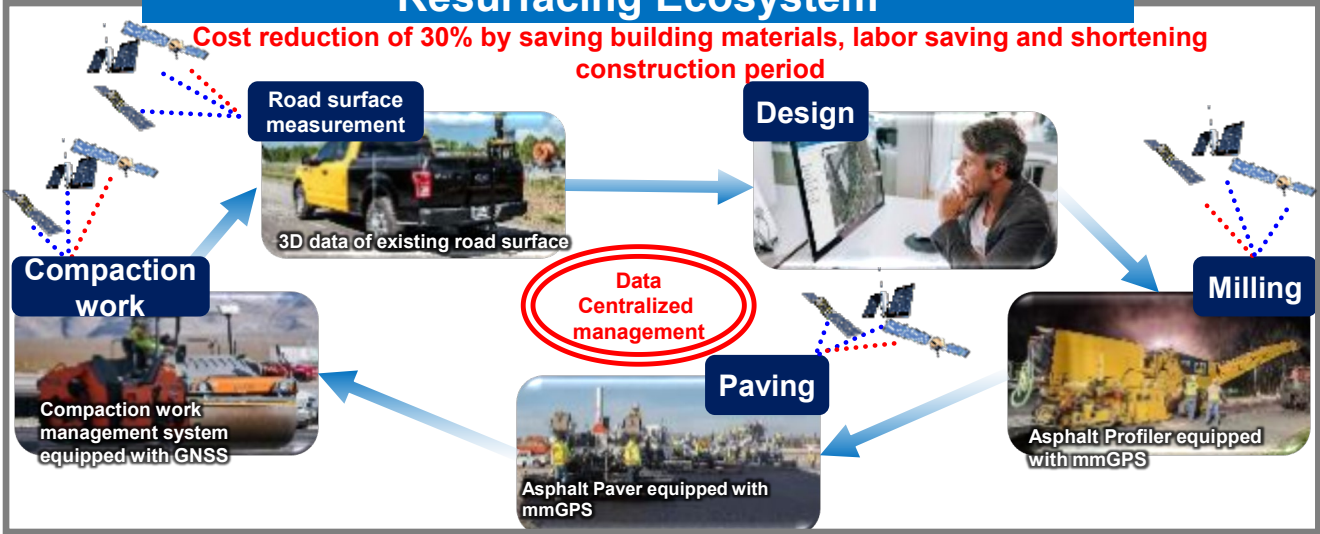 Resurfacing Ecosystem
Cost reduction of 30% by saving building materials, labor saving and shortening
construction period
Road surface
measurement
3D data of existing road surface
Design
Milling
Asphalt Profiler equipped
with mmGPS
Data
Centralized
management
Paving
Asphalt Paver equipped with
mmGPS
Compaction
work
Compaction work
management system
equipped with GNSS